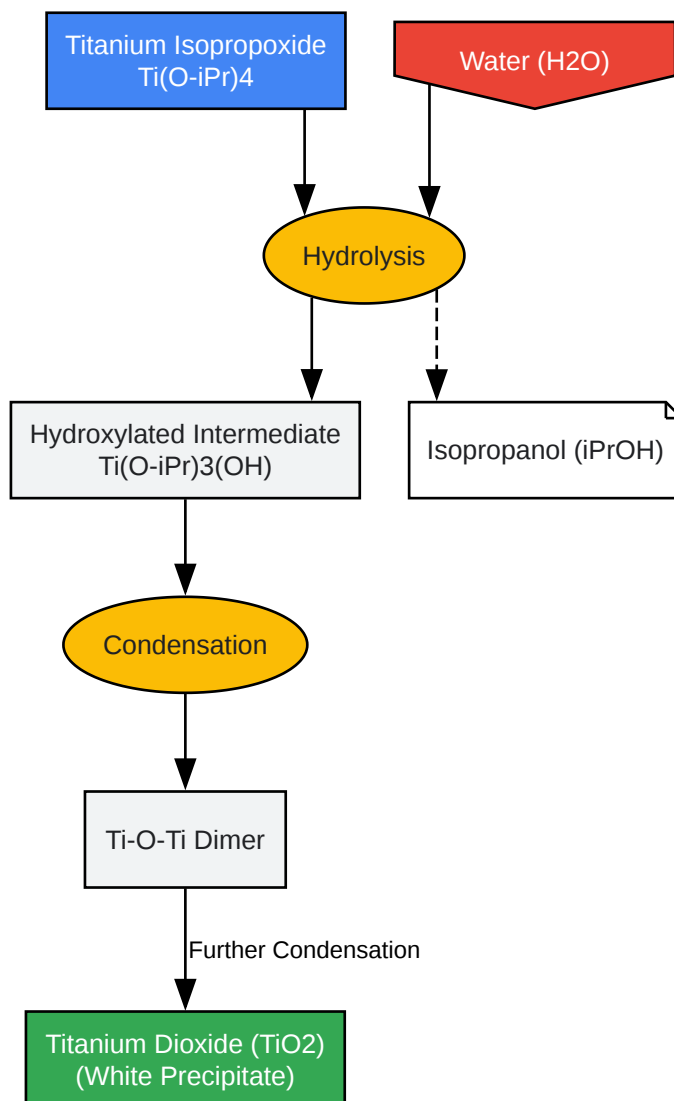 Titanium Isopropoxide
Ti(O-iPr)4
Water (H2O)
Hydrolysis
Hydroxylated Intermediate
Ti(O-iPr)3(OH)
Isopropanol (iPrOH)
Condensation
Ti-O-Ti Dimer
Further Condensation
Titanium Dioxide (TiO2)
(White Precipitate)